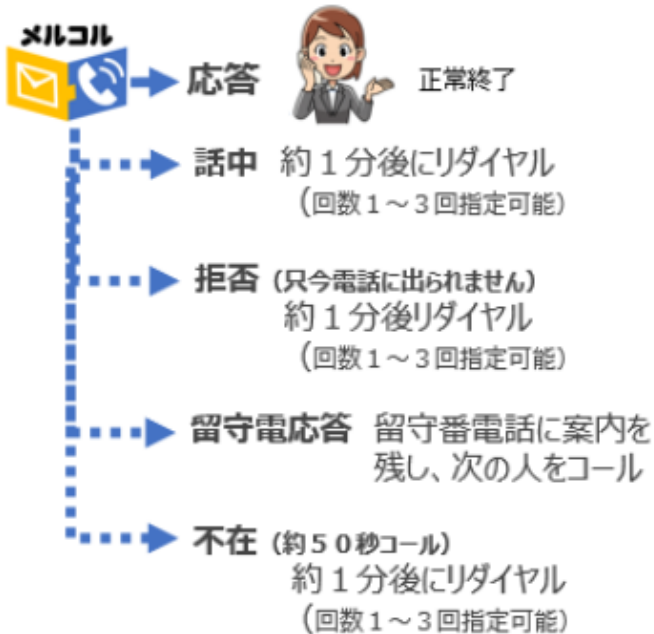 メルコル
応答 正常終了
話中 約１分後にリダイヤル
（回数１～３回指定可能）
拒否（只今電話に出られません）
約１分後リダイヤル
（回数１～３回指定可能）
留守電応答 留守番電話に案内を
残し、次の人をコール
不在（約５０秒コール）
約１分後にリダイヤル
（回数１～３回指定可能）